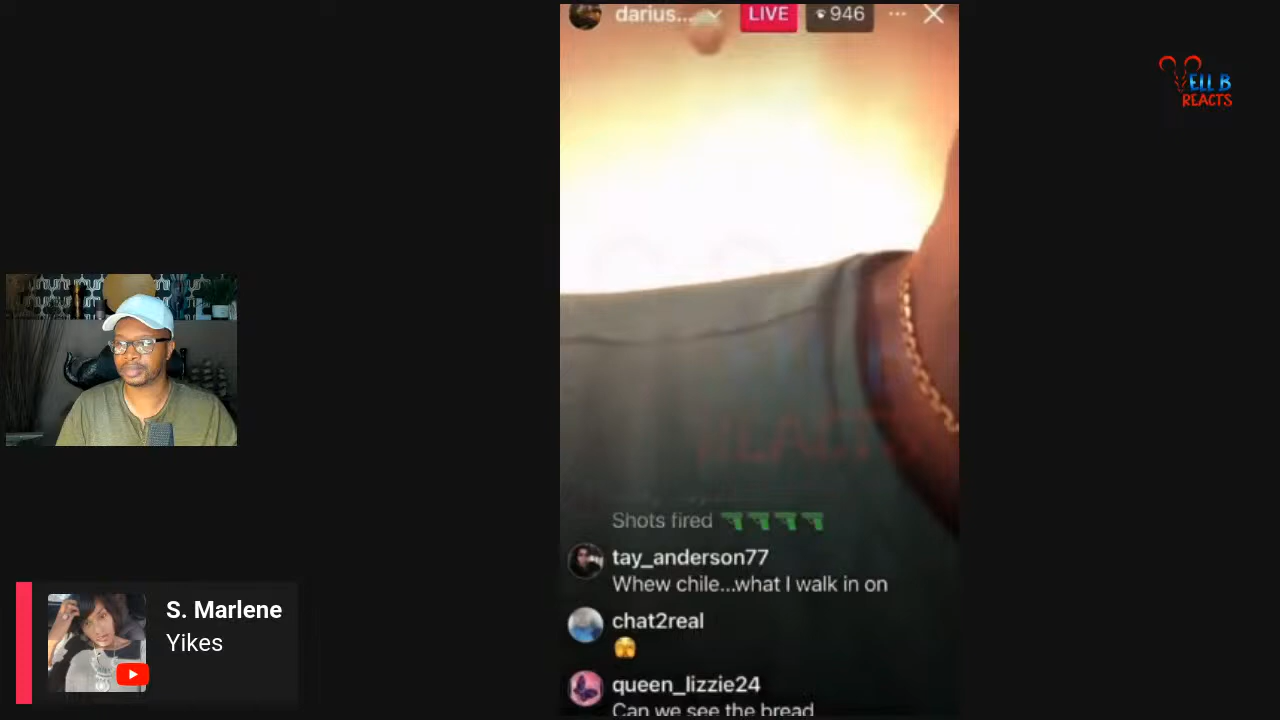 darius...
LIVE
946
ELL B
REACTS
REACTS
Shots fired
tay_anderson77
Whew chile...what I walk in on
chat2real
queen_lizzie24
Can we see the bread
S. Marlene
Yikes